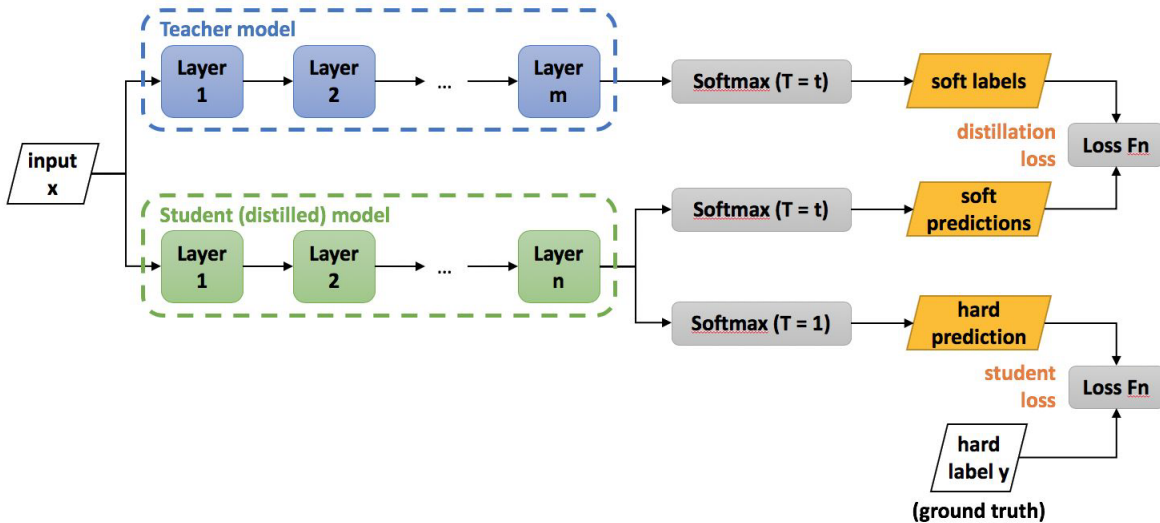 Teacher model
Layer
1
Layer
2
...
Layer
m
Softmax (T = t)
soft labels
distillation
loss
Loss Fn
input
x
Student (distilled) model
Layer
1
Layer
2
...
Layer
n
Softmax (T = t)
soft
predictions
Softmax (T = 1)
hard
prediction
student
loss
Loss Fn
hard
label y
(ground truth)